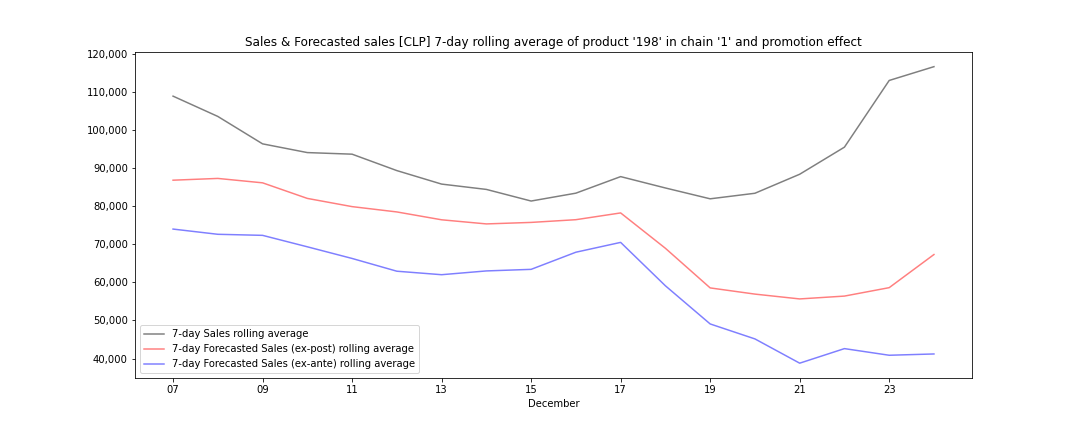 Sales & Forecasted sales [CLP] 7-day rolling average of product '198' in chain '1' and promotion effect
120,000
110,000
100,000
90,000
80,000
70,000
60,000
50,000
40,000
7-day Sales rolling average
7-day Forecasted Sales (ex-post) rolling average
7-day Forecasted Sales (ex-ante) rolling average
07 09 11 13 15 17 19 21 23
December